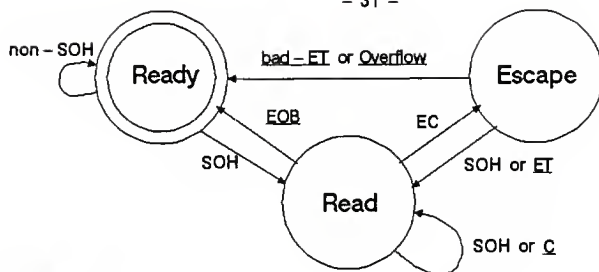 - 31 -
non-SOH
Ready
bad-ET or Overflow
Escape
EOB
EC
SOH
SOH or ET
Read
SOH or C